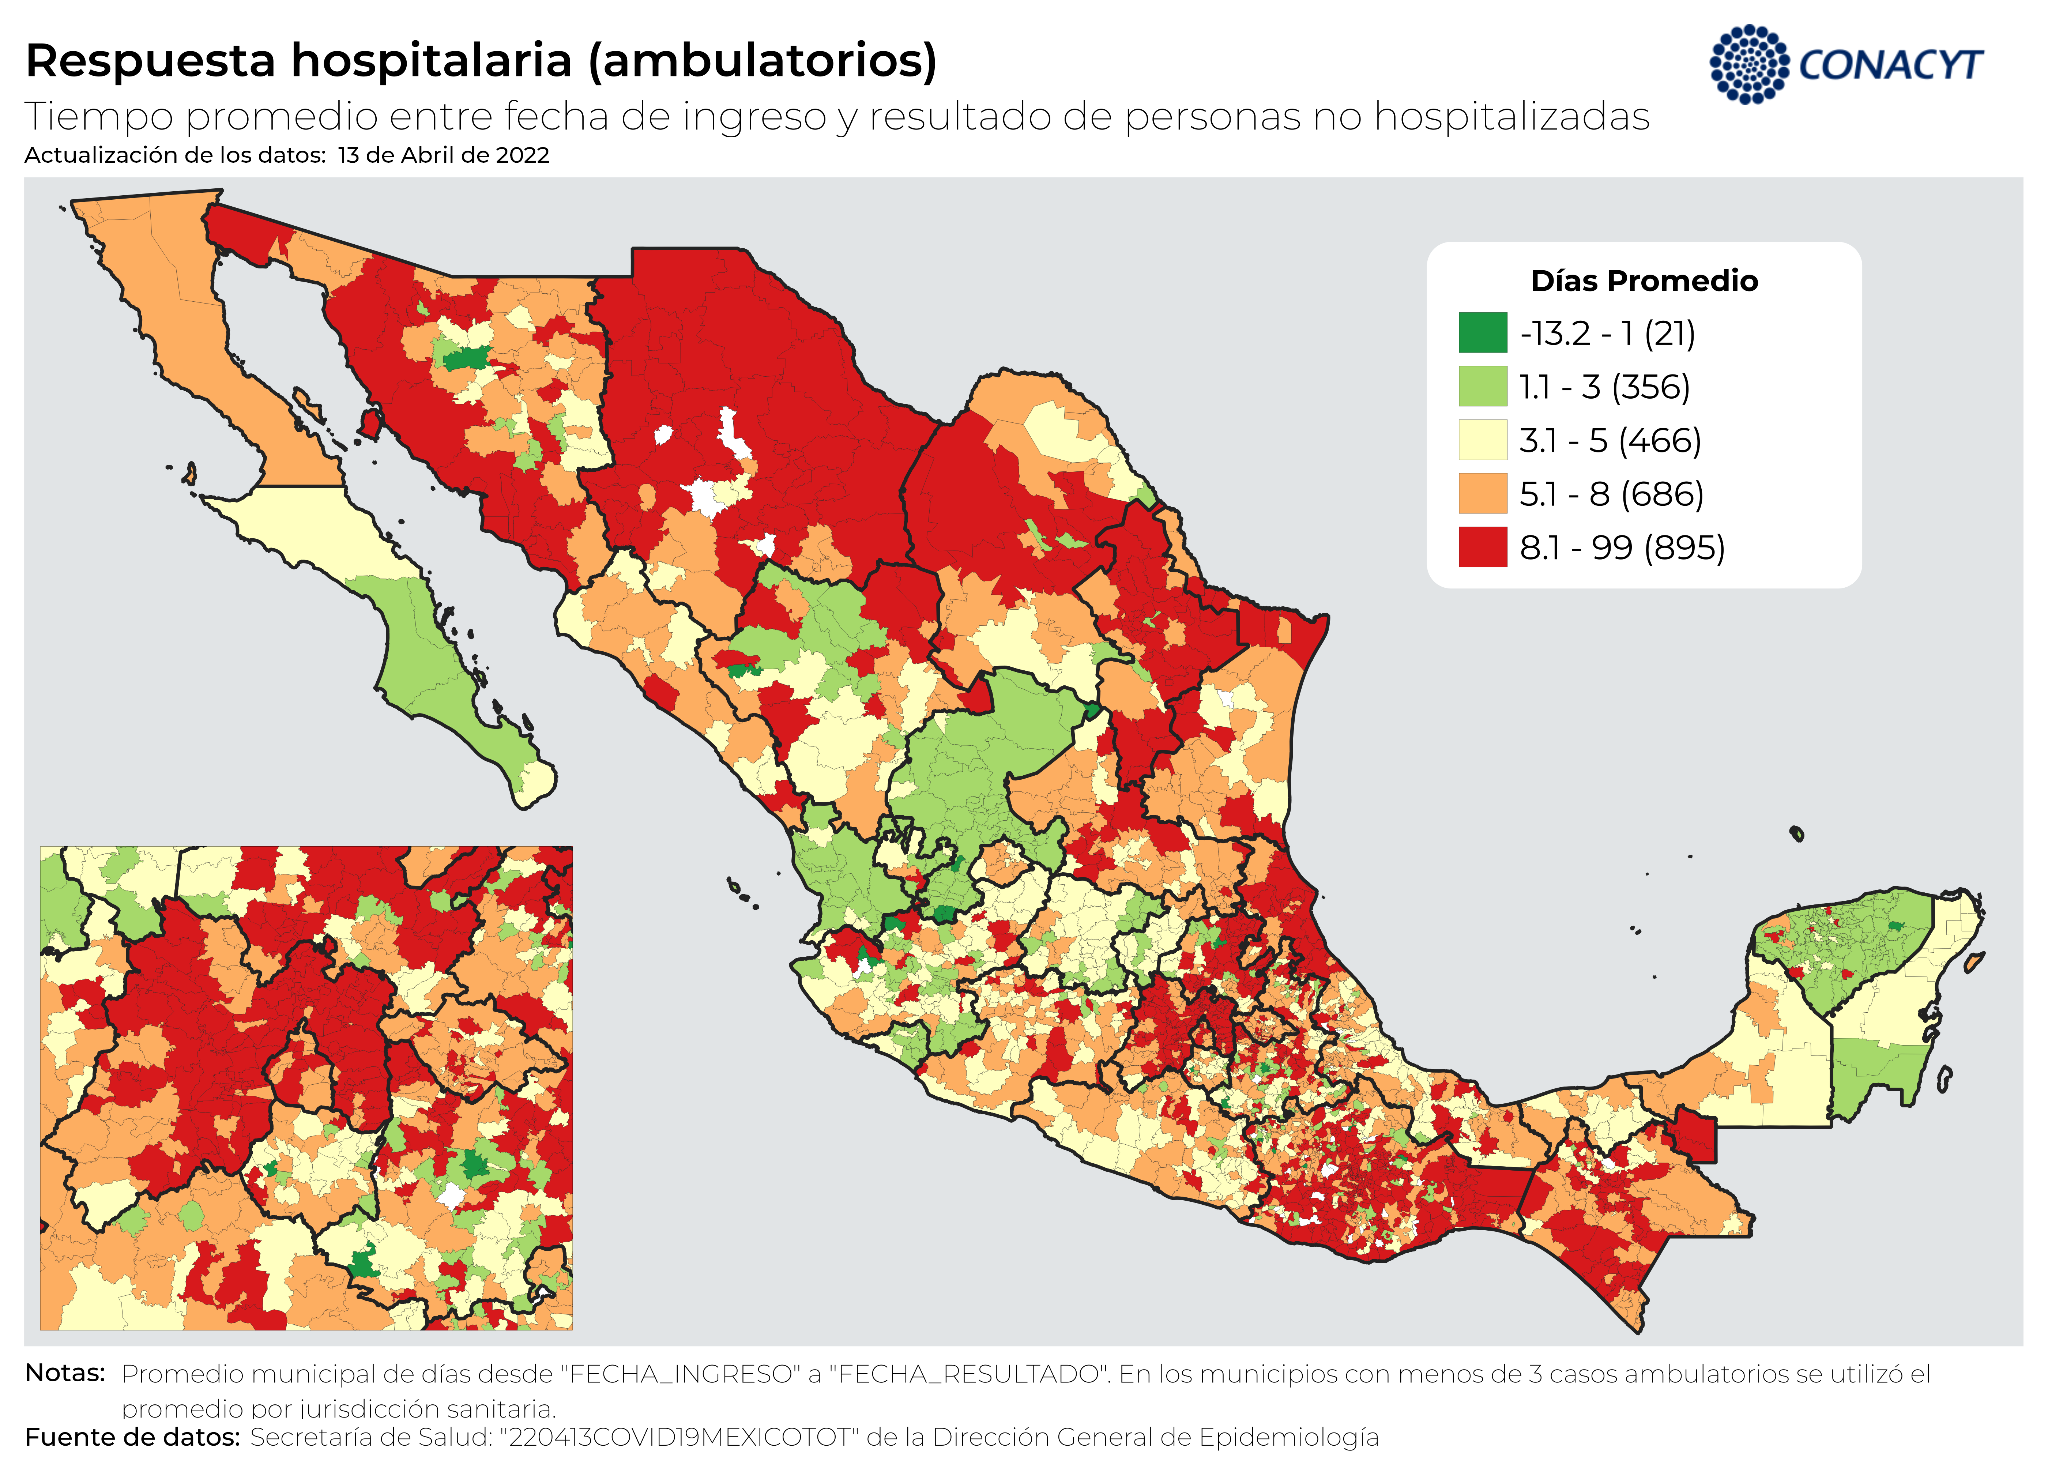 Respuesta hospitalaria (ambulatorios)
CONACYT
Tiempo promedio entre fecha de ingreso y resultado de personas no hospitalizadas
Actualización de los datos: 13 de Abril de 2022
Días Promedio
-13.2 - 1 (21)
1.1 - 3 (356)
3.1 - 5 (466)
5.1 - 8 (686)
8.1 - 99 (895)
Notas: Promedio municipal de días desde "FECHA_INGRESO" a "FECHA_RESULTADO". En los municipios con menos de 3 casos ambulatorios se utilizó el
promedio por jurisdicción sanitaria.
Fuente de datos: Secretaría de Salud: "220413COVID19MEXICOTOT" de la Dirección General de Epidemiología